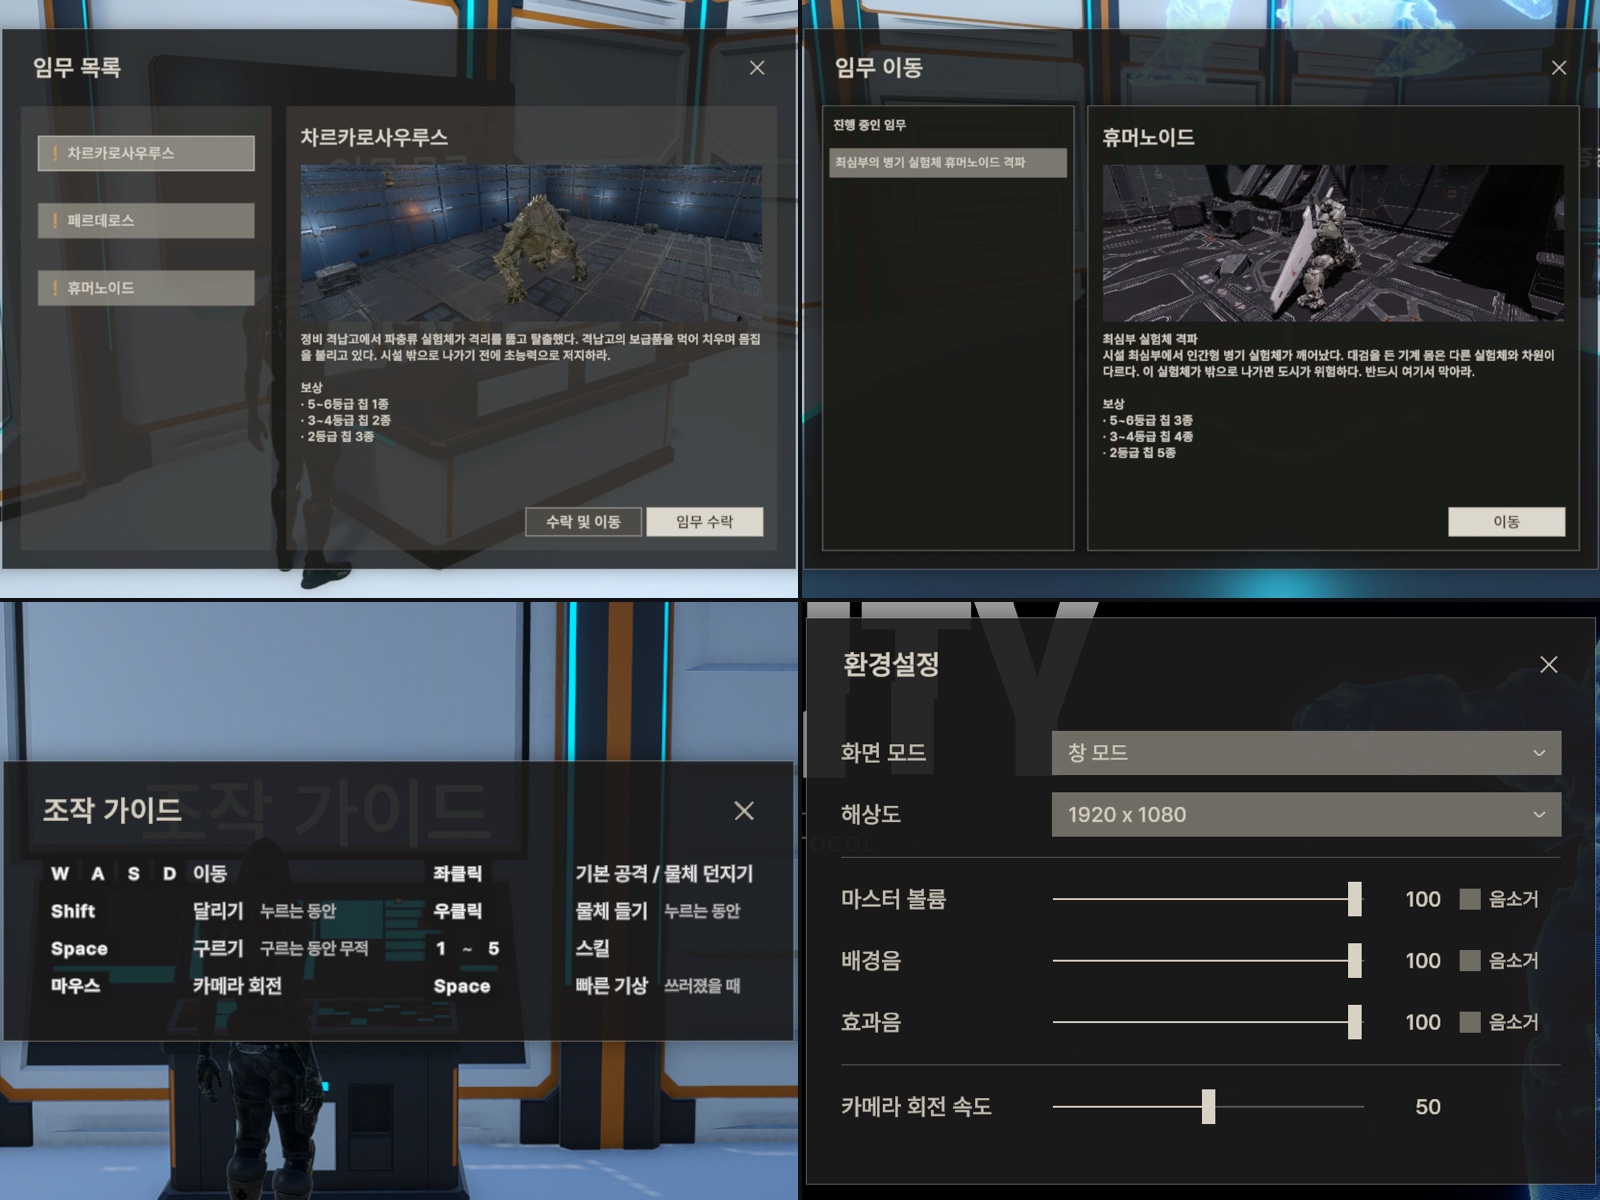 임무 목록
! 차르카로사우루스
! 페르데로스
! 휴머노이드
차르카로사우루스
정비 격납고에서 파충류 실험체가 격리를 뚫고 탈출했다. 격납고의 보급품을 먹어 치우며 몸집
을 불리고 있다. 시설 밖으로 나가기 전에 초능력으로 저지하라.
보상
· 5~6등급 칩 1종
· 3~4등급 칩 2종
· 2등급 칩 3종
수락 및 이동
임무 수락
임무 이동
진행 중인 임무
최심부의 병기 실험체 휴머노이드 격파
휴머노이드
최심부 실험체 격파
시설 최심부에서 인간형 병기 실험체가 깨어났다. 대검을 든 기계 몸은 다른 실험체와 차원이
다르다. 이 실험체가 밖으로 나가면 도시가 위험하다. 반드시 여기서 막아라.
보상
· 5~6등급 칩 3종
· 3~4등급 칩 4종
· 2등급 칩 5종
이동
조작 가이드
조작 가이드
W A S D 이동 좌클릭 기본 공격 / 물체 던지기
Shift 달리기 누르는 동안 우클릭 물체 들기 누르는 동안
Space 구르기 구르는 동안 무적 1 ~ 5 스킬
마우스 카메라 회전 Space 빠른 기상 쓰러졌을 때
ITY
OCOL
환경설정
화면 모드 창 모드
해상도 1920 x 1080
마스터 볼륨 100 음소거
배경음 100 음소거
효과음 100 음소거
카메라 회전 속도 50